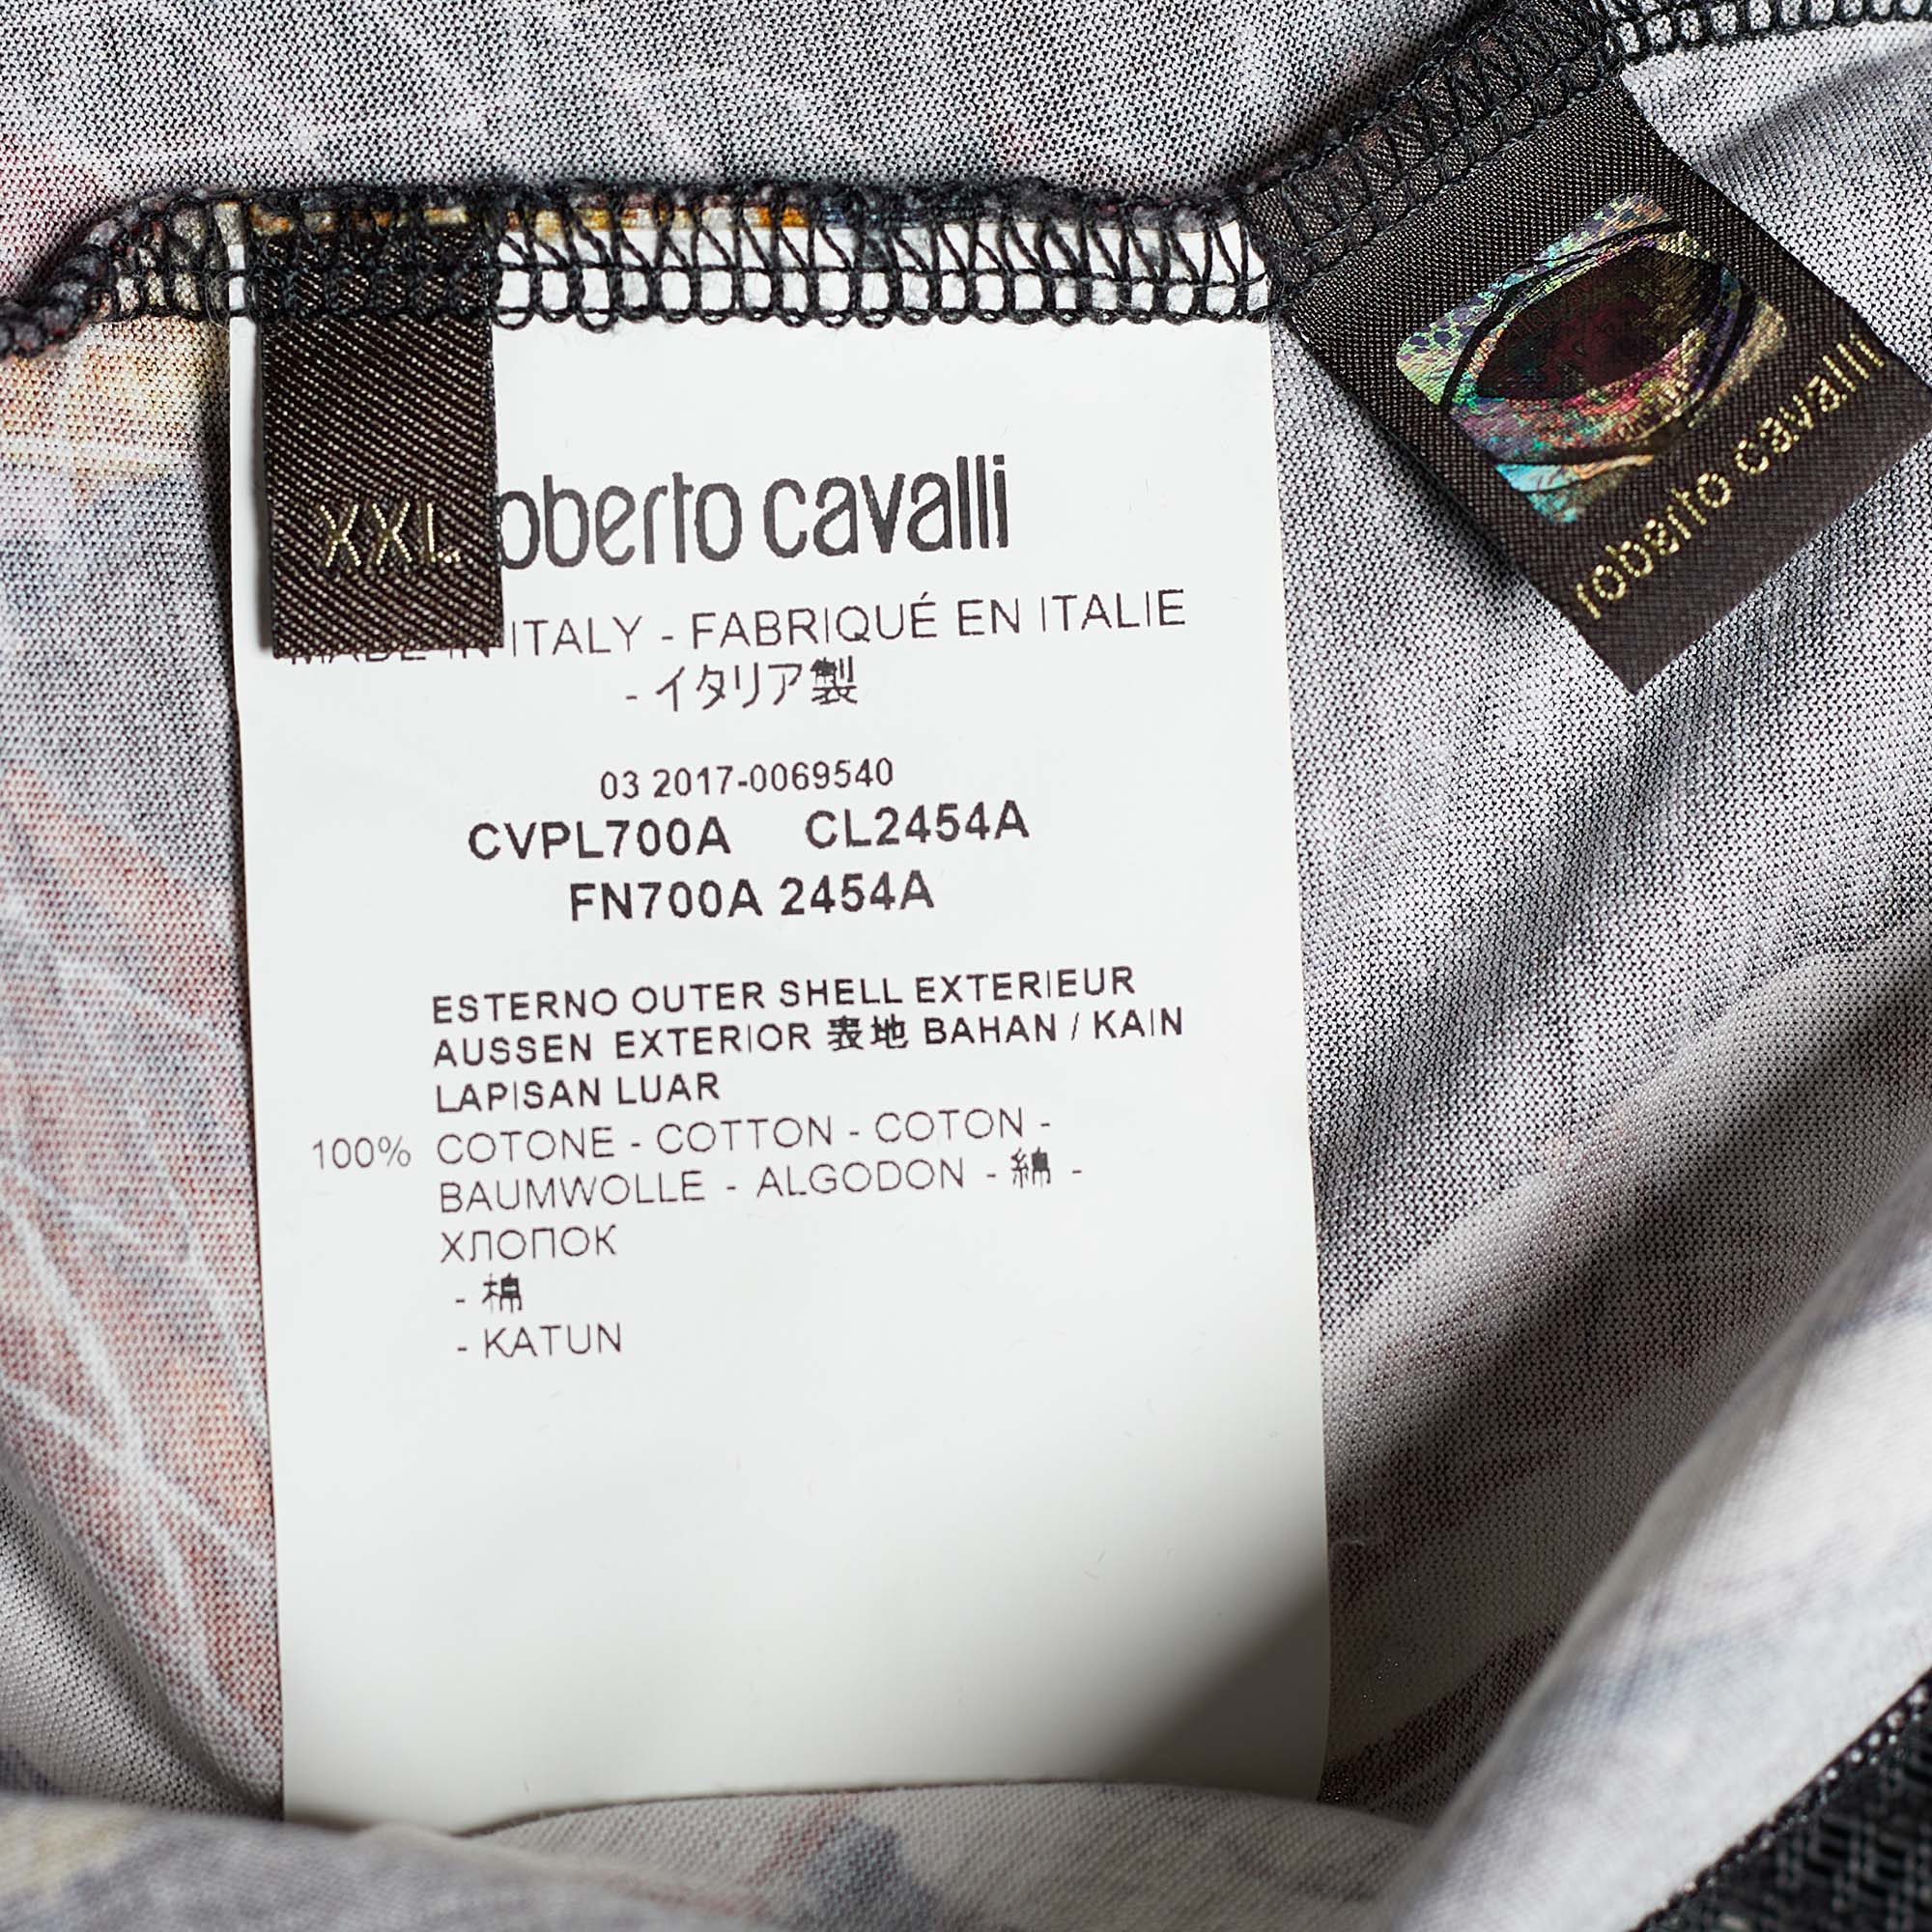 XXL
oberto cavalli
MADE IN ITALY - FABRIQUÉ EN ITALIE
- イタリア製
03 2017-0069540
CVPL700A CL2454A
FN700A 2454A
ESTERNO OUTER SHELL EXTERIEUR
AUSSEN EXTERIOR 表地 BAHAN / KAIN
LAPISAN LUAR
100% COTONE - COTTON - COTON -
BAUMWOLLE - ALGODON - 綿 -
ХЛОПОК
- 棉
- KATUN
roberto cavalli